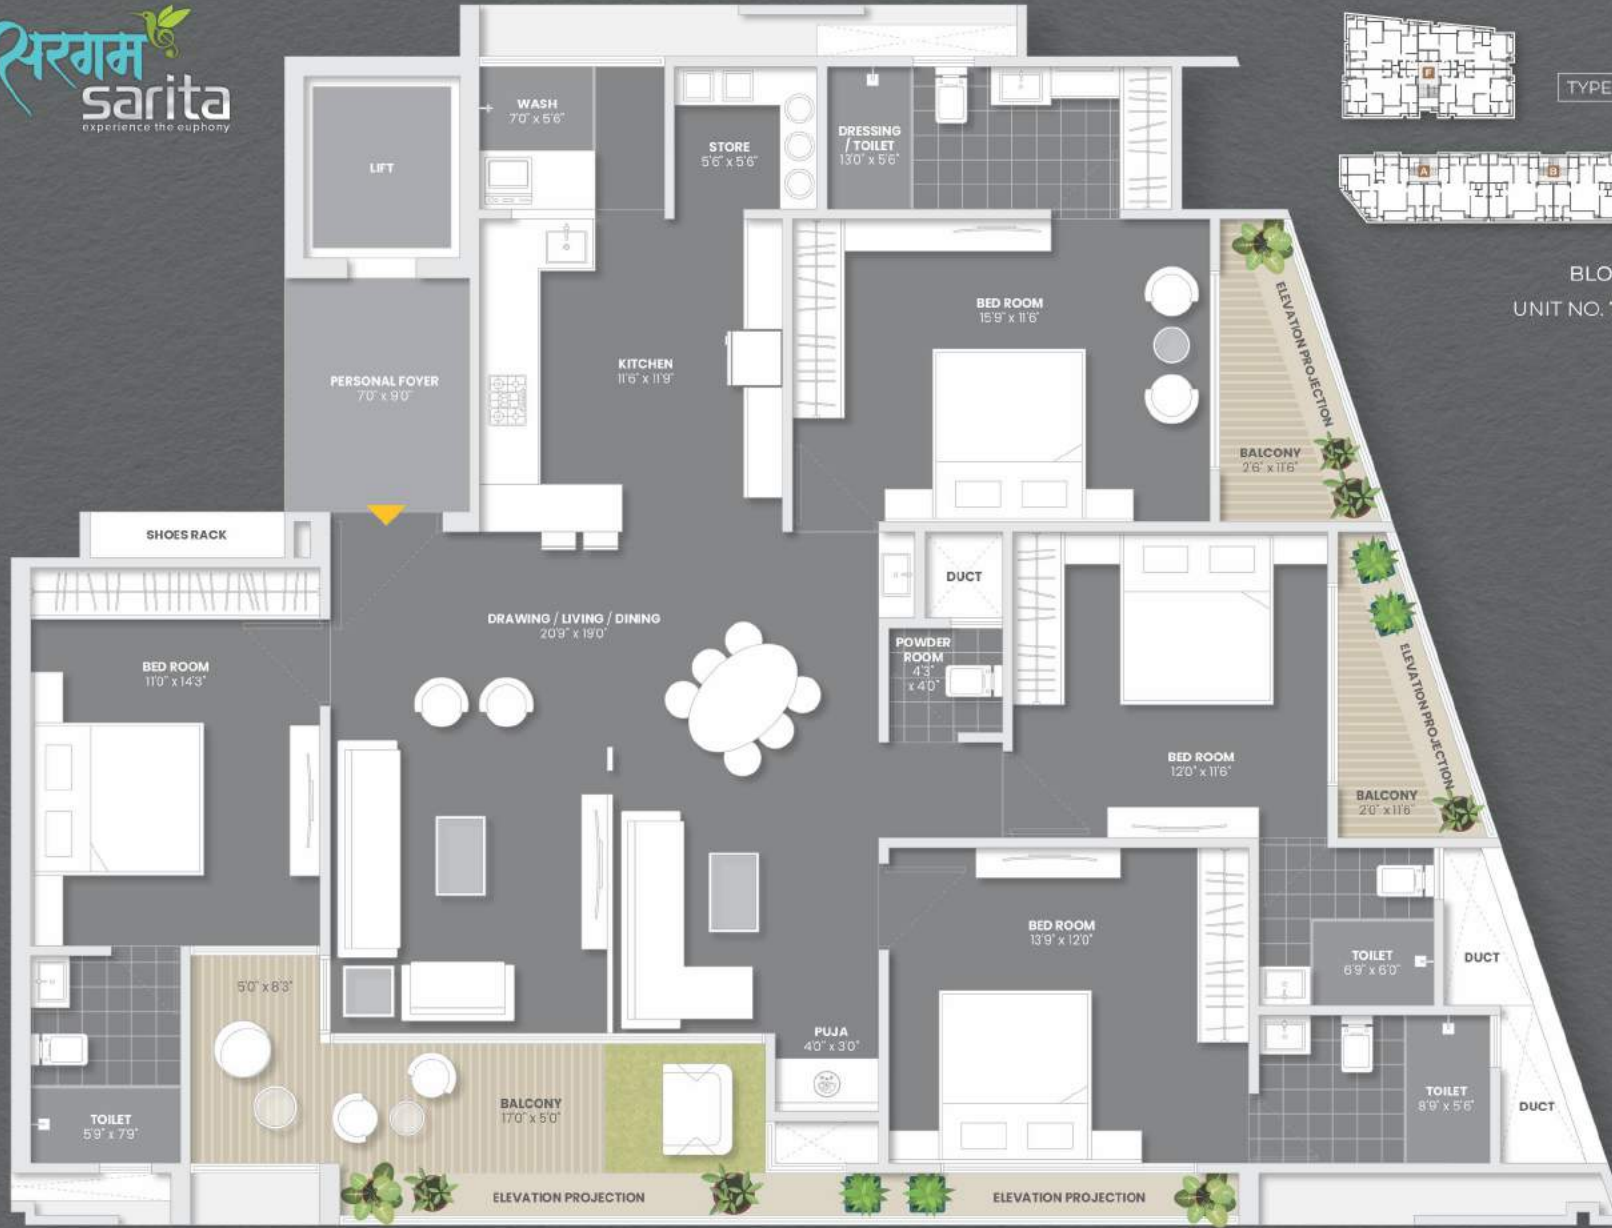 सरगम
sarita
experience the euphony
TYPE
BLO
UNIT NO.
LIFT
WASH
7'0" x 5'6"
STORE
5'6" x 5'6"
DRESSING
/ TOILET
13'0" x 5'6"
PERSONAL FOYER
7'0" x 9'0"
KITCHEN
11'6" x 11'9"
BED ROOM
15'9" x 11'6"
ELEVATION PROJECTION
BALCONY
2'6" x 11'6"
SHOES RACK
DUCT
DRAWING / LIVING / DINING
20'9" x 19'0"
POWDER
ROOM
4'3"
x 4'0"
BED ROOM
11'0" x 14'3"
BED ROOM
12'0" x 11'6"
ELEVATION PROJECTION
BALCONY
2'0" x 11'6"
BED ROOM
13'9" x 12'0"
TOILET
6'9" x 6'0"
DUCT
5'0" x 8'3"
PUJA
4'0" x 3'0"
BALCONY
17'0" x 5'0"
TOILET
5'9" x 7'9"
TOILET
8'9" x 5'6"
DUCT
ELEVATION PROJECTION
ELEVATION PROJECTION
F
A
B